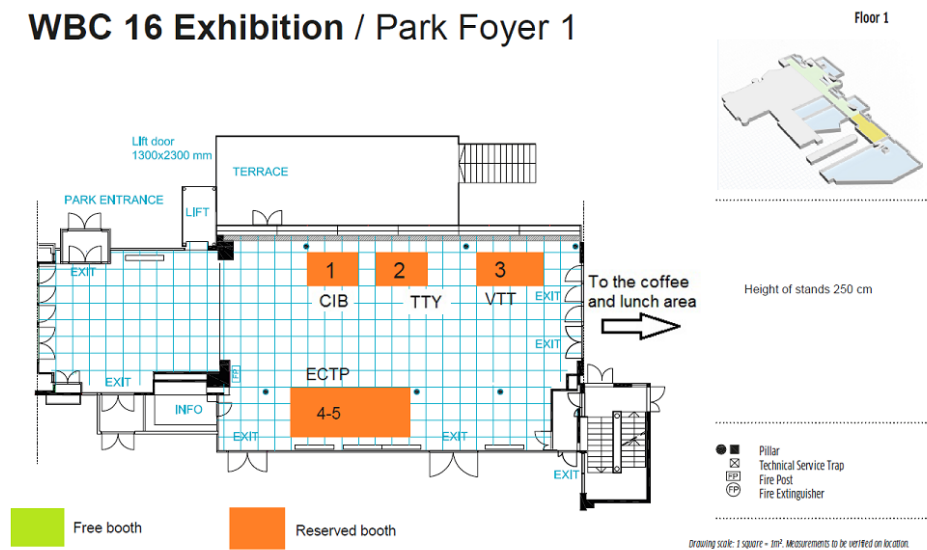 WBC 16 Exhibition / Park Foyer 1
Floor 1
Lift door
1300x2300 mm
TERRACE
PARK ENTRANCE
LIFT
EXIT
1
2
3
CIB
TTY
VTT
EXIT
To the coffee
and lunch area
Height of stands 250 cm
EXIT
ECTP
EXIT
FP
INFO
4-5
EXIT
EXIT
EXIT
Pillar
Technical Service Trap
FP
Fire Post
FP
Fire Extinguisher
Free booth
Reserved booth
Drawing scale: 1 square = 1m². Measurements to be verified on location.